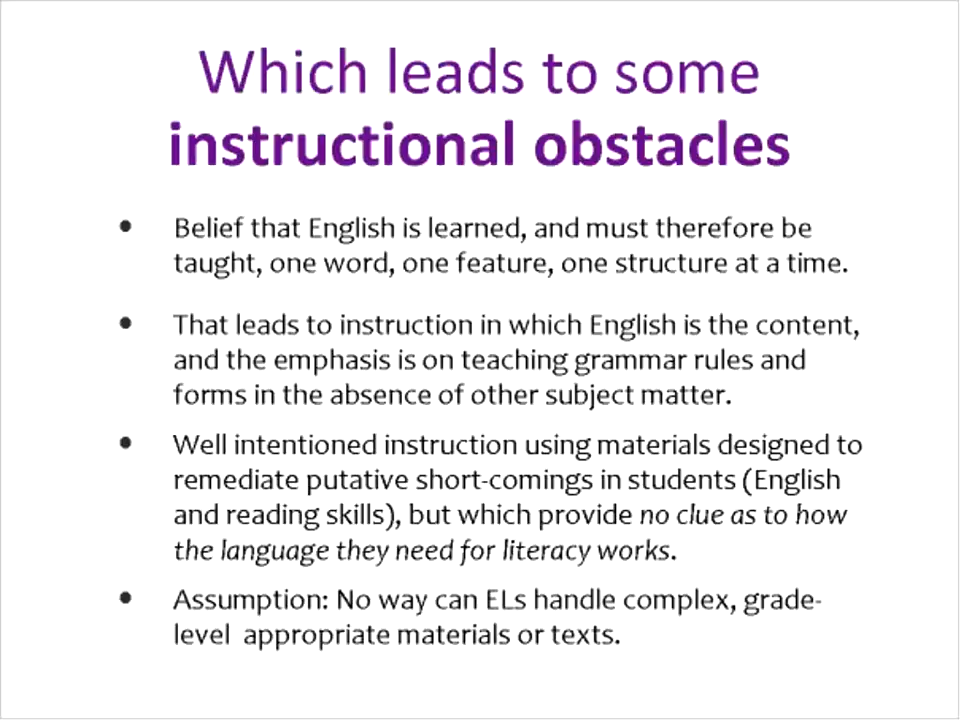 Which leads to some
instructional obstacles
• Belief that English is learned, and must therefore be
taught, one word, one feature, one structure at a time.
• That leads to instruction in which English is the content,
and the emphasis is on teaching grammar rules and
forms in the absence of other subject matter.
• Well intentioned instruction using materials designed to
remediate putative short-comings in students (English
and reading skills), but which provide no clue as to how
the language they need for literacy works.
• Assumption: No way can ELs handle complex, grade-
level  appropriate materials or texts.